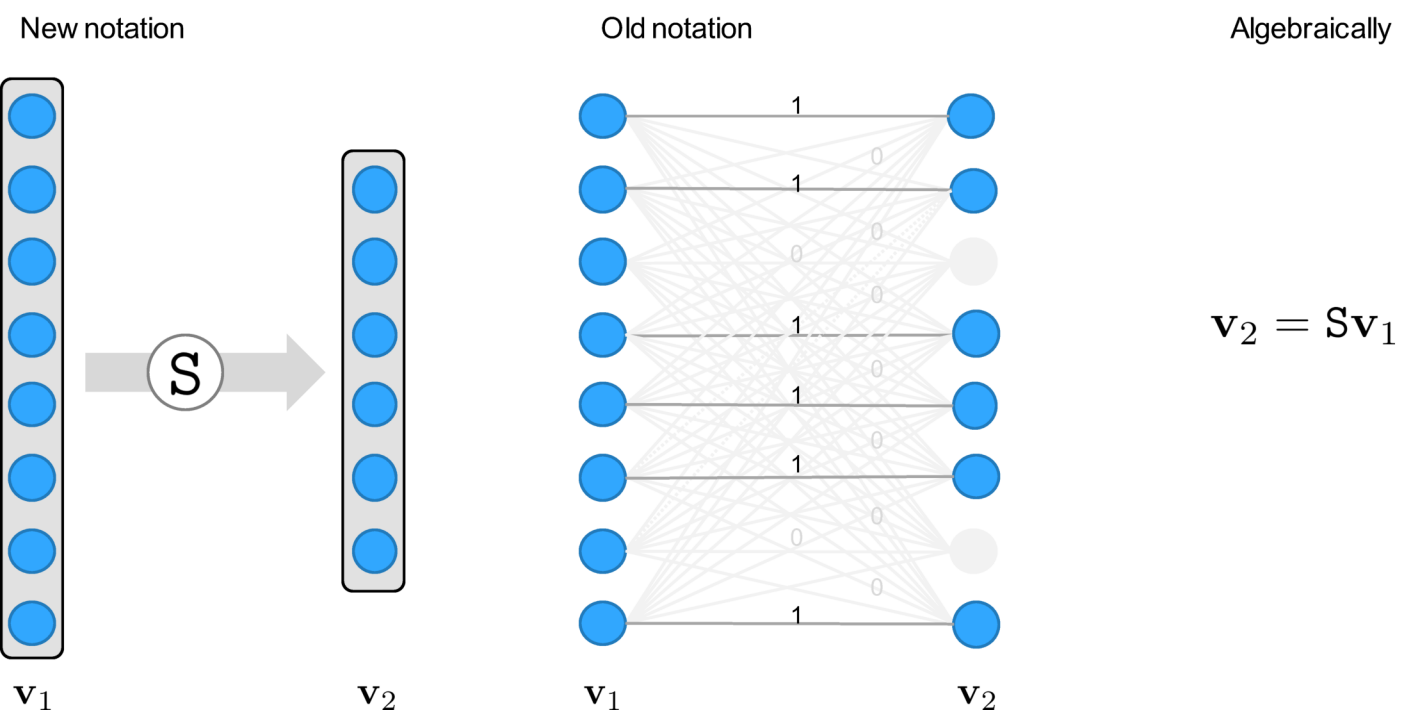 New notation
Old notation
Algebraically
1
0
1
0
0
0
1
0
1
0
1
0
0
0
1
S
𝐯₂ = S𝐯₁
𝐯₁
𝐯₂
𝐯₁
𝐯₂